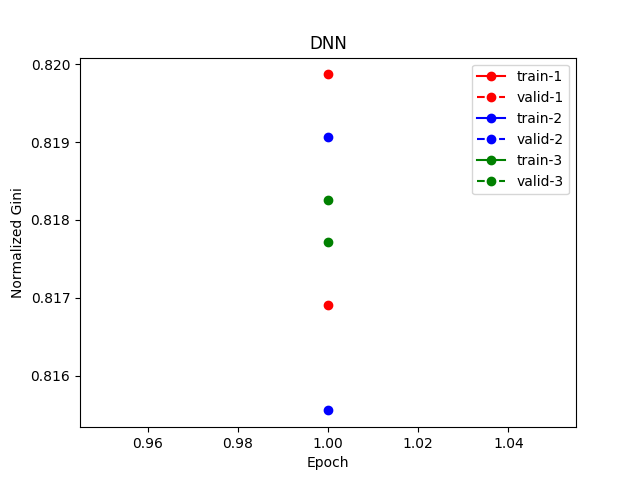 DNN
0.820
0.819
0.818
0.817
0.816
Normalized Gini
train-1
valid-1
train-2
valid-2
train-3
valid-3
0.96 0.98 1.00 1.02 1.04
Epoch